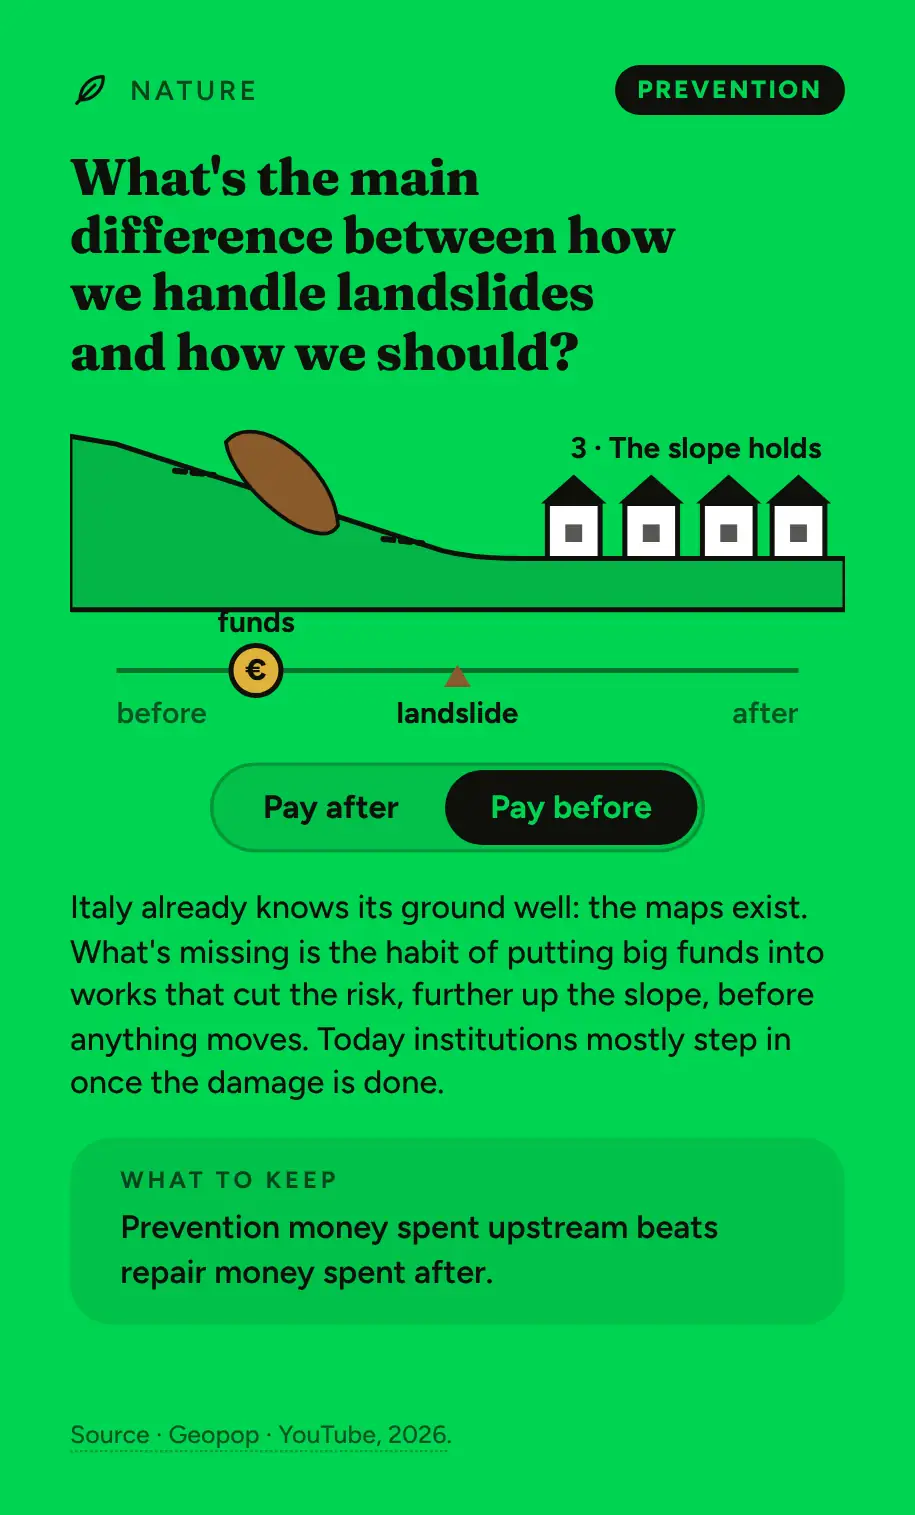 NATURE
PREVENTION
What's the main
difference between how
we handle landslides
and how we should?
3 · The slope holds
funds
€
before
landslide
after
Pay after
Pay before
Italy already knows its ground well: the maps exist.
What's missing is the habit of putting big funds into
works that cut the risk, further up the slope, before
anything moves. Today institutions mostly step in
once the damage is done.
WHAT TO KEEP
Prevention money spent upstream beats
repair money spent after.
Source · Geopop · YouTube, 2026.